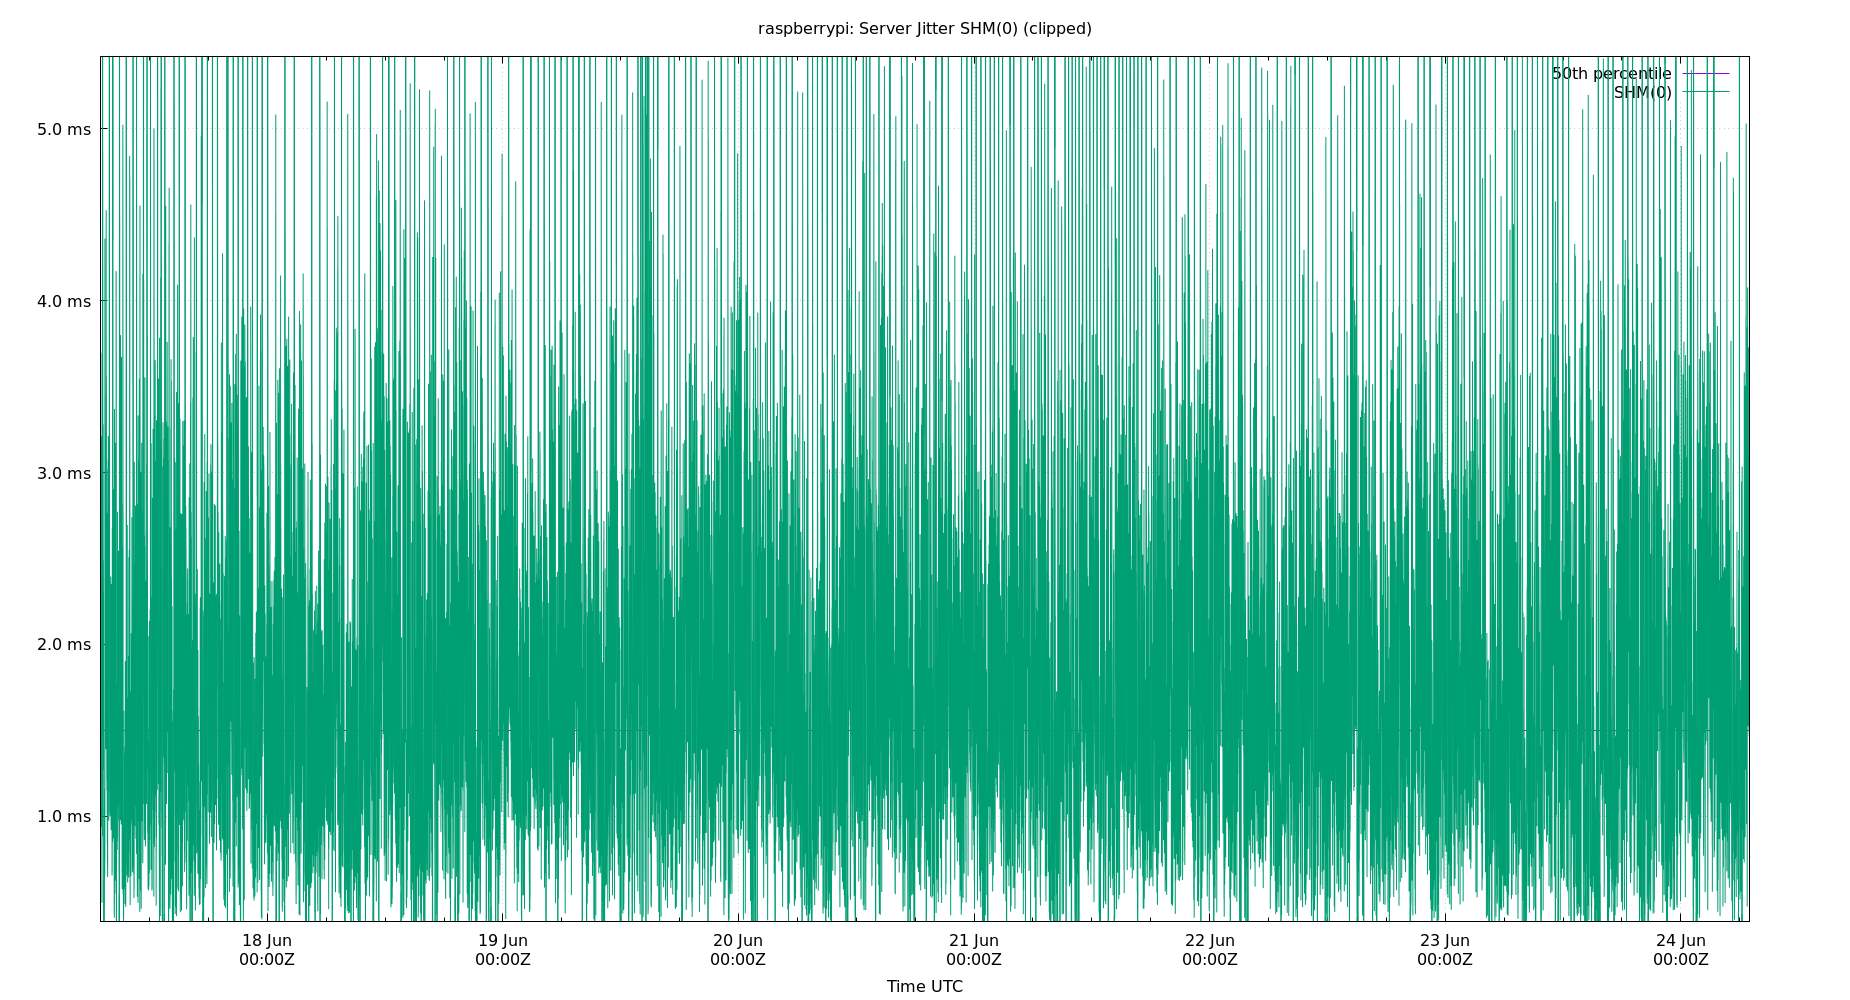 raspberrypi: Server Jitter SHM(0) (clipped)
50th percentile
SHM(0)
5.0 ms
4.0 ms
3.0 ms
2.0 ms
1.0 ms
18 Jun 19 Jun 20 Jun 21 Jun 22 Jun 23 Jun 24 Jun
00:00Z 00:00Z 00:00Z 00:00Z 00:00Z 00:00Z 00:00Z
Time UTC